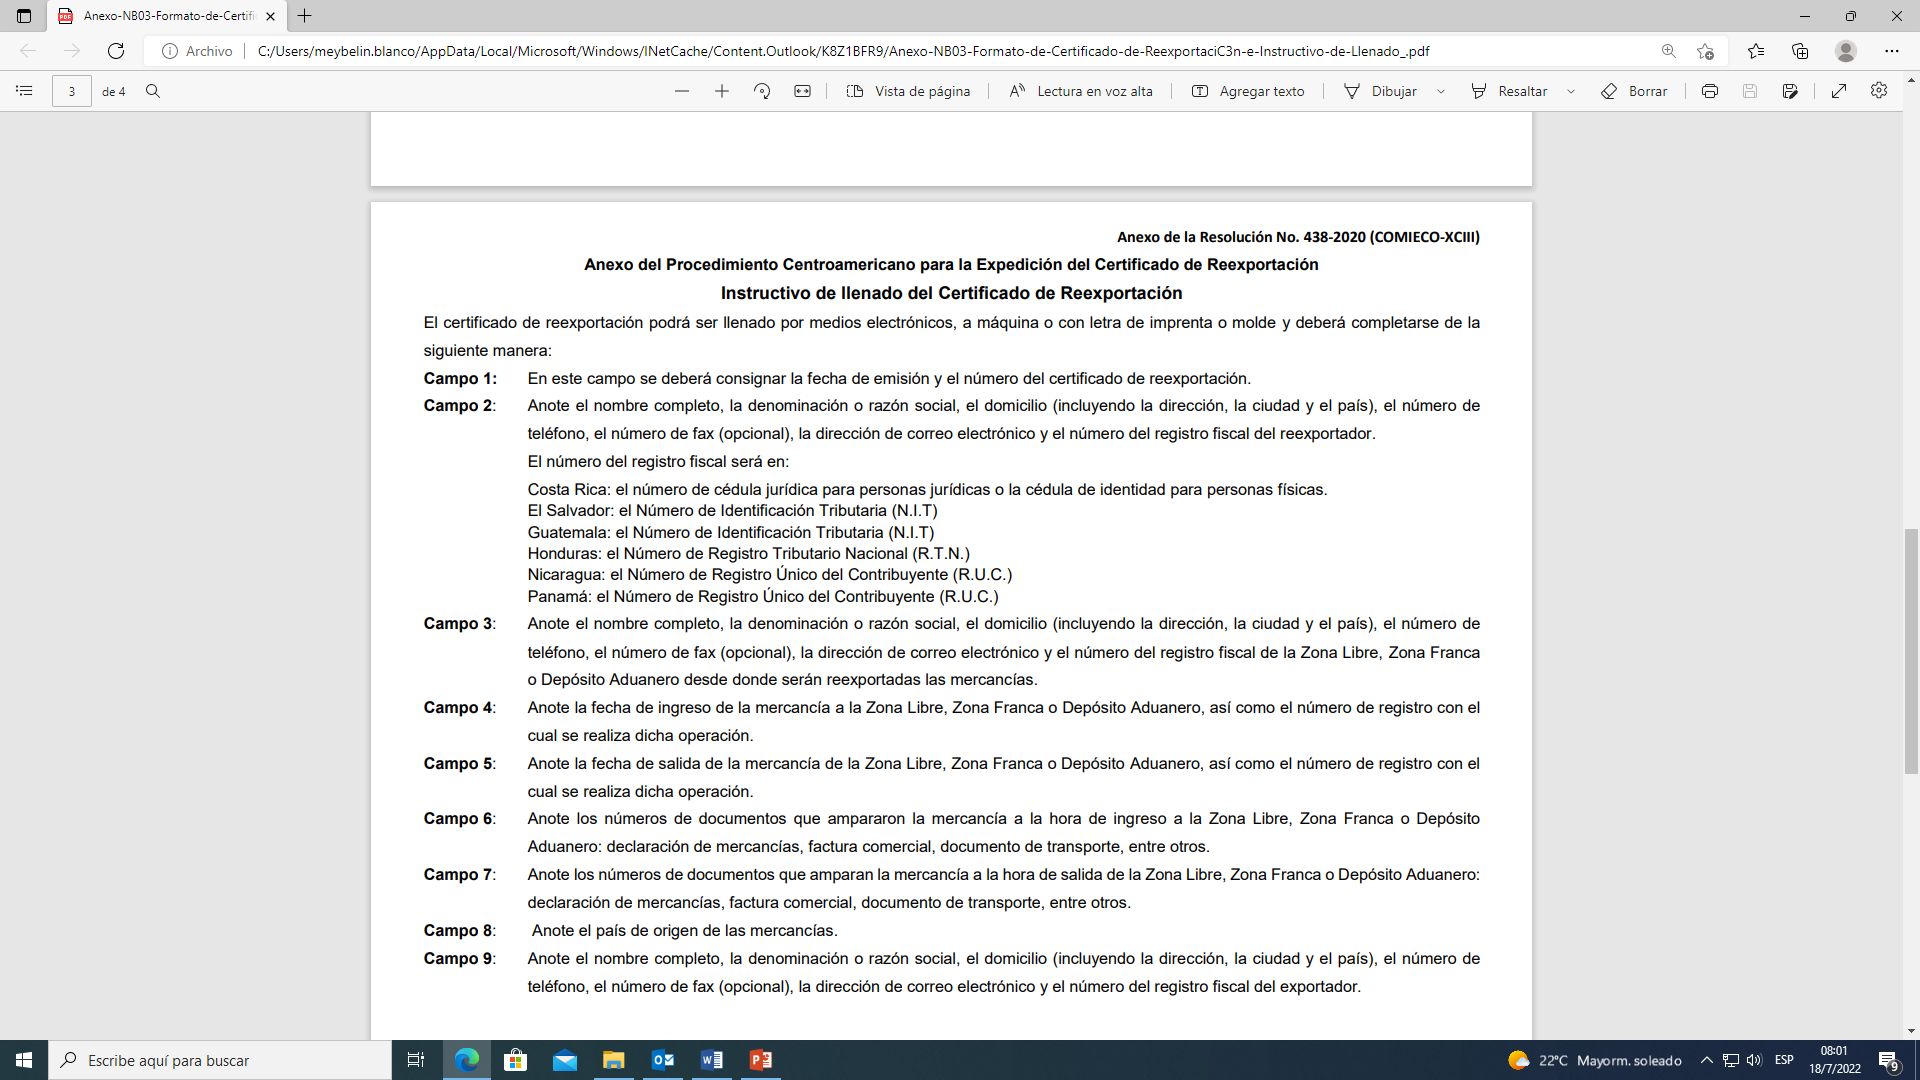 Anexo-NB03-Formato-de-Certifi
Archivo
C:/Users/meybelin.blanco/AppData/Local/Microsoft/Windows/INetCache/Content.Outlook/K8Z1BFR9/Anexo-NB03-Formato-de-Certificado-de-ReexportaciC3n-e-Instructivo-de-Llenado_.pdf
3 de 4
Vista de página
Lectura en voz alta
Agregar texto
Dibujar
Resaltar
Borrar
Anexo de la Resolución No. 438-2020 (COMIECO-XCIII)
Anexo del Procedimiento Centroamericano para la Expedición del Certificado de Reexportación
Instructivo de llenado del Certificado de Reexportación
El certificado de reexportación podrá ser llenado por medios electrónicos, a máquina o con letra de imprenta o molde y deberá completarse de la
siguiente manera:
Campo 1: En este campo se deberá consignar la fecha de emisión y el número del certificado de reexportación.
Campo 2: Anote el nombre completo, la denominación o razón social, el domicilio (incluyendo la dirección, la ciudad y el país), el número de
teléfono, el número de fax (opcional), la dirección de correo electrónico y el número del registro fiscal del reexportador.
El número del registro fiscal será en:
Costa Rica: el número de cédula jurídica para personas jurídicas o la cédula de identidad para personas físicas.
El Salvador: el Número de Identificación Tributaria (N.I.T)
Guatemala: el Número de Identificación Tributaria (N.I.T)
Honduras: el Número de Registro Tributario Nacional (R.T.N.)
Nicaragua: el Número de Registro Único del Contribuyente (R.U.C.)
Panamá: el Número de Registro Único del Contribuyente (R.U.C.)
Campo 3: Anote el nombre completo, la denominación o razón social, el domicilio (incluyendo la dirección, la ciudad y el país), el número de
teléfono, el número de fax (opcional), la dirección de correo electrónico y el número del registro fiscal de la Zona Libre, Zona Franca
o Depósito Aduanero desde donde serán reexportadas las mercancías.
Campo 4: Anote la fecha de ingreso de la mercancía a la Zona Libre, Zona Franca o Depósito Aduanero, así como el número de registro con el
cual se realiza dicha operación.
Campo 5: Anote la fecha de salida de la mercancía de la Zona Libre, Zona Franca o Depósito Aduanero, así como el número de registro con el
cual se realiza dicha operación.
Campo 6: Anote los números de documentos que ampararon la mercancía a la hora de ingreso a la Zona Libre, Zona Franca o Depósito
Aduanero: declaración de mercancías, factura comercial, documento de transporte, entre otros.
Campo 7: Anote los números de documentos que amparan la mercancía a la hora de salida de la Zona Libre, Zona Franca o Depósito Aduanero:
declaración de mercancías, factura comercial, documento de transporte, entre otros.
Campo 8: Anote el país de origen de las mercancías.
Campo 9: Anote el nombre completo, la denominación o razón social, el domicilio (incluyendo la dirección, la ciudad y el país), el número de
teléfono, el número de fax (opcional), la dirección de correo electrónico y el número del registro fiscal del exportador.
Escribe aquí para buscar
22°C Mayorm. soleado
ESP
08:01
18/7/2022
9